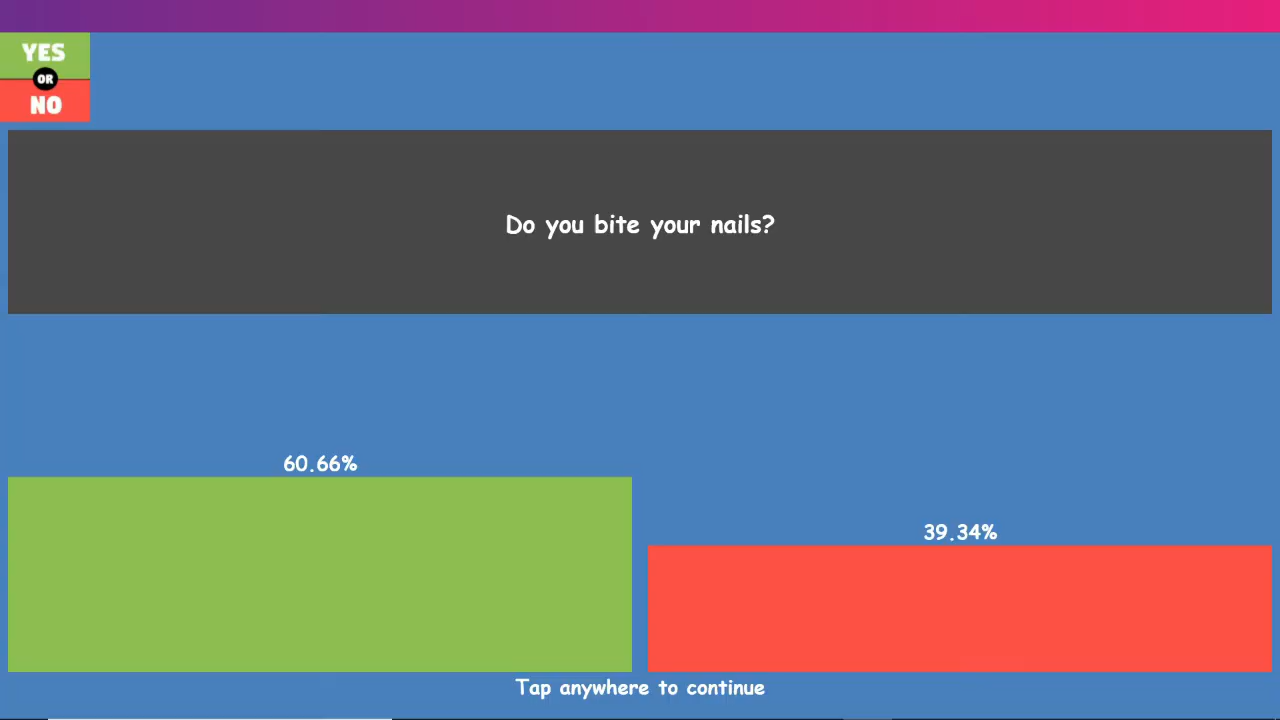 YES
OR
NO
Do you bite your nails?
60.66%
39.34%
Tap anywhere to continue